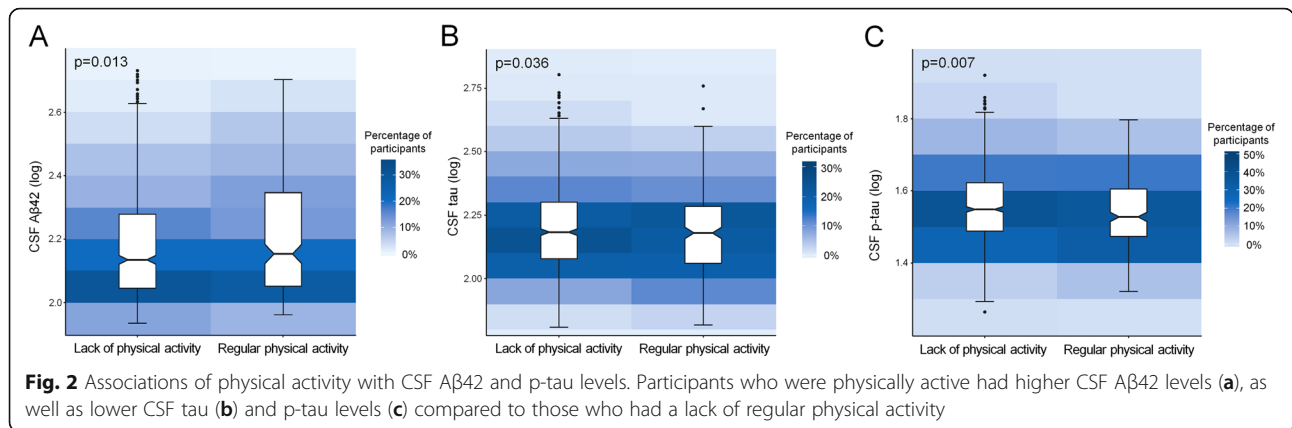 A
p=0.013
CSF Aβ42 (log)
2.6
2.4
2.2
2.0
Lack of physical activity
Regular physical activity
Percentage of
participants
30%
20%
10%
0%
B
p=0.036
CSF tau (log)
2.75
2.50
2.25
2.00
Lack of physical activity
Regular physical activity
Percentage of
participants
30%
20%
10%
0%
C
p=0.007
CSF p-tau (log)
1.8
1.6
1.4
Lack of physical activity
Regular physical activity
Percentage of
participants
50%
40%
30%
20%
10%
0%
Fig. 2 Associations of physical activity with CSF Aβ42 and p-tau levels. Participants who were physically active had higher CSF Aβ42 levels (a), as
well as lower CSF tau (b) and p-tau levels (c) compared to those who had a lack of regular physical activity